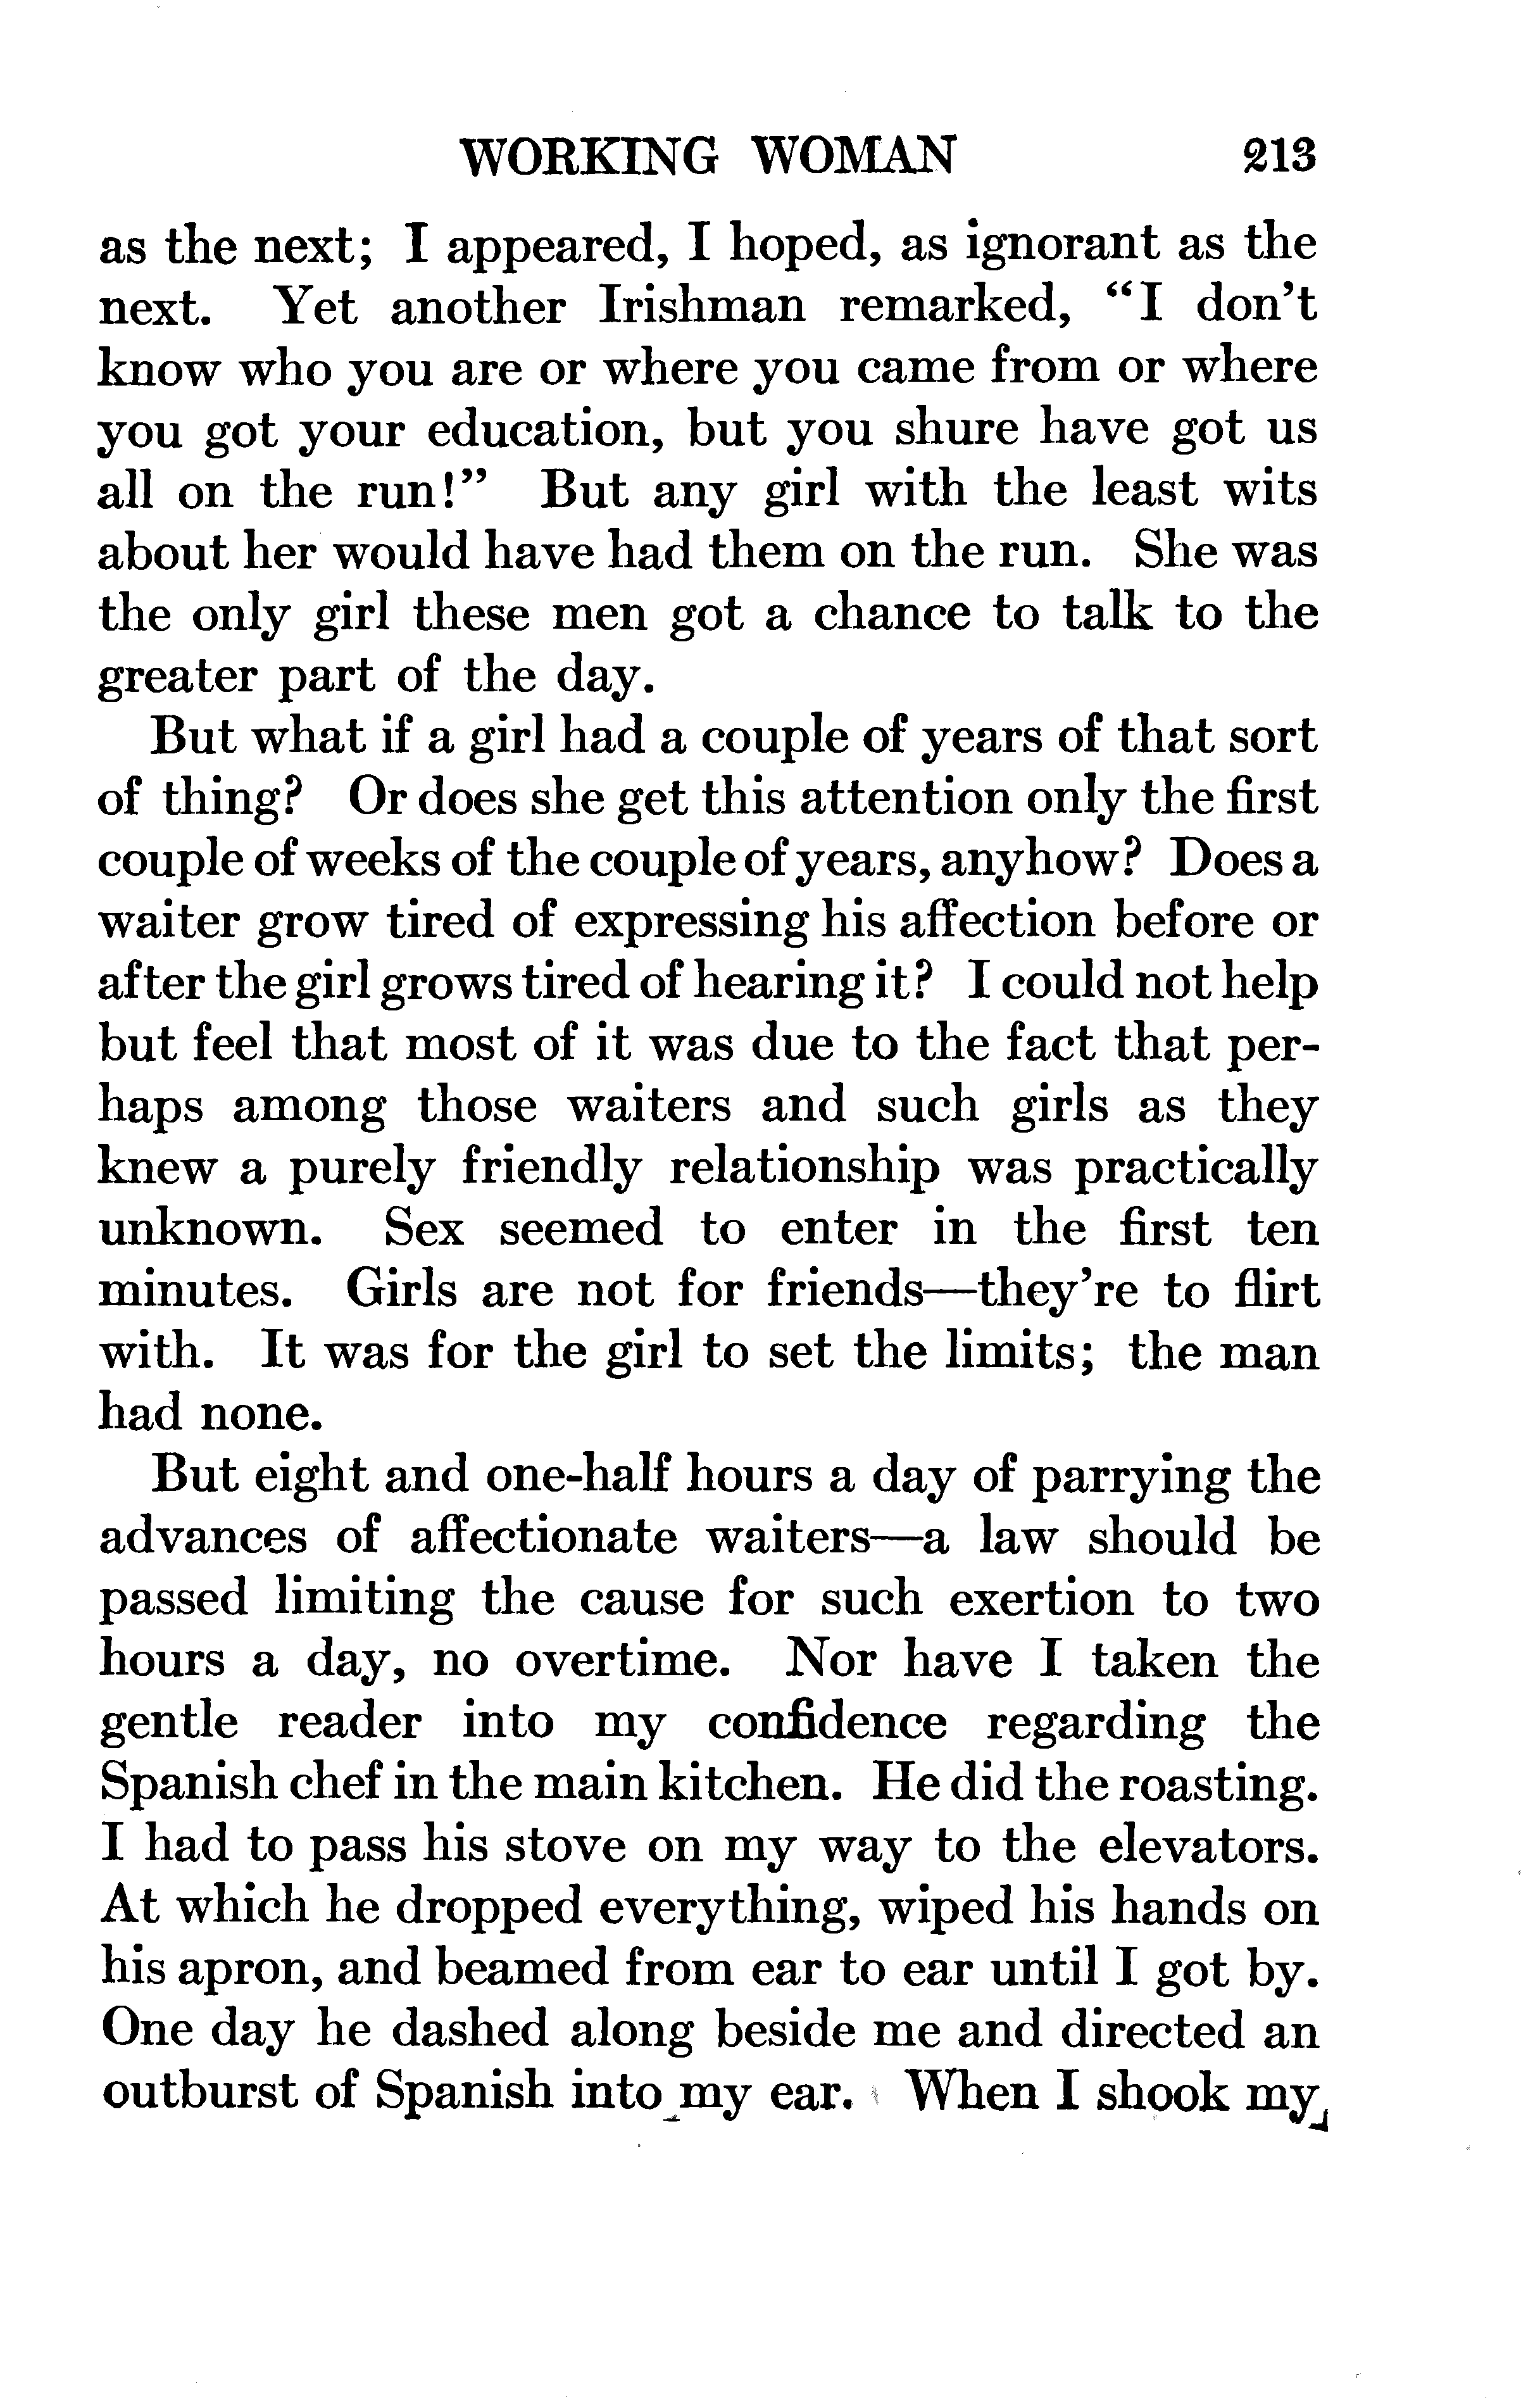 WORKING WOMAN 213
as the next; I appeared, I hoped, as ignorant as the
next. Yet another Irishman remarked, “I don’t
know who you are or where you came from or where
you got your education, but you shure have got us
all on the run!” But any girl with the least wits
about her would have had them on the run. She was
the only girl these men got a chance to talk to the
greater part of the day.
But what if a girl had a couple of years of that sort
of thing? Or does she get this attention only the first
couple of weeks of the couple of years, anyhow? Does a
waiter grow tired of expressing his affection before or
after the girl grows tired of hearing it? I could not help
but feel that most of it was due to the fact that per-
haps among those waiters and such girls as they
knew a purely friendly relationship was practically
unknown. Sex seemed to enter in the first ten
minutes. Girls are not for friends—they’re to flirt
with. It was for the girl to set the limits; the man
had none.
But eight and one-half hours a day of parrying the
advances of affectionate waiters—a law should be
passed limiting the cause for such exertion to two
hours a day, no overtime. Nor have I taken the
gentle reader into my confidence regarding the
Spanish chef in the main kitchen. He did the roasting.
I had to pass his stove on my way to the elevators.
At which he dropped everything, wiped his hands on
his apron, and beamed from ear to ear until I got by.
One day he dashed along beside me and directed an
outburst of Spanish into my ear. When I shook my